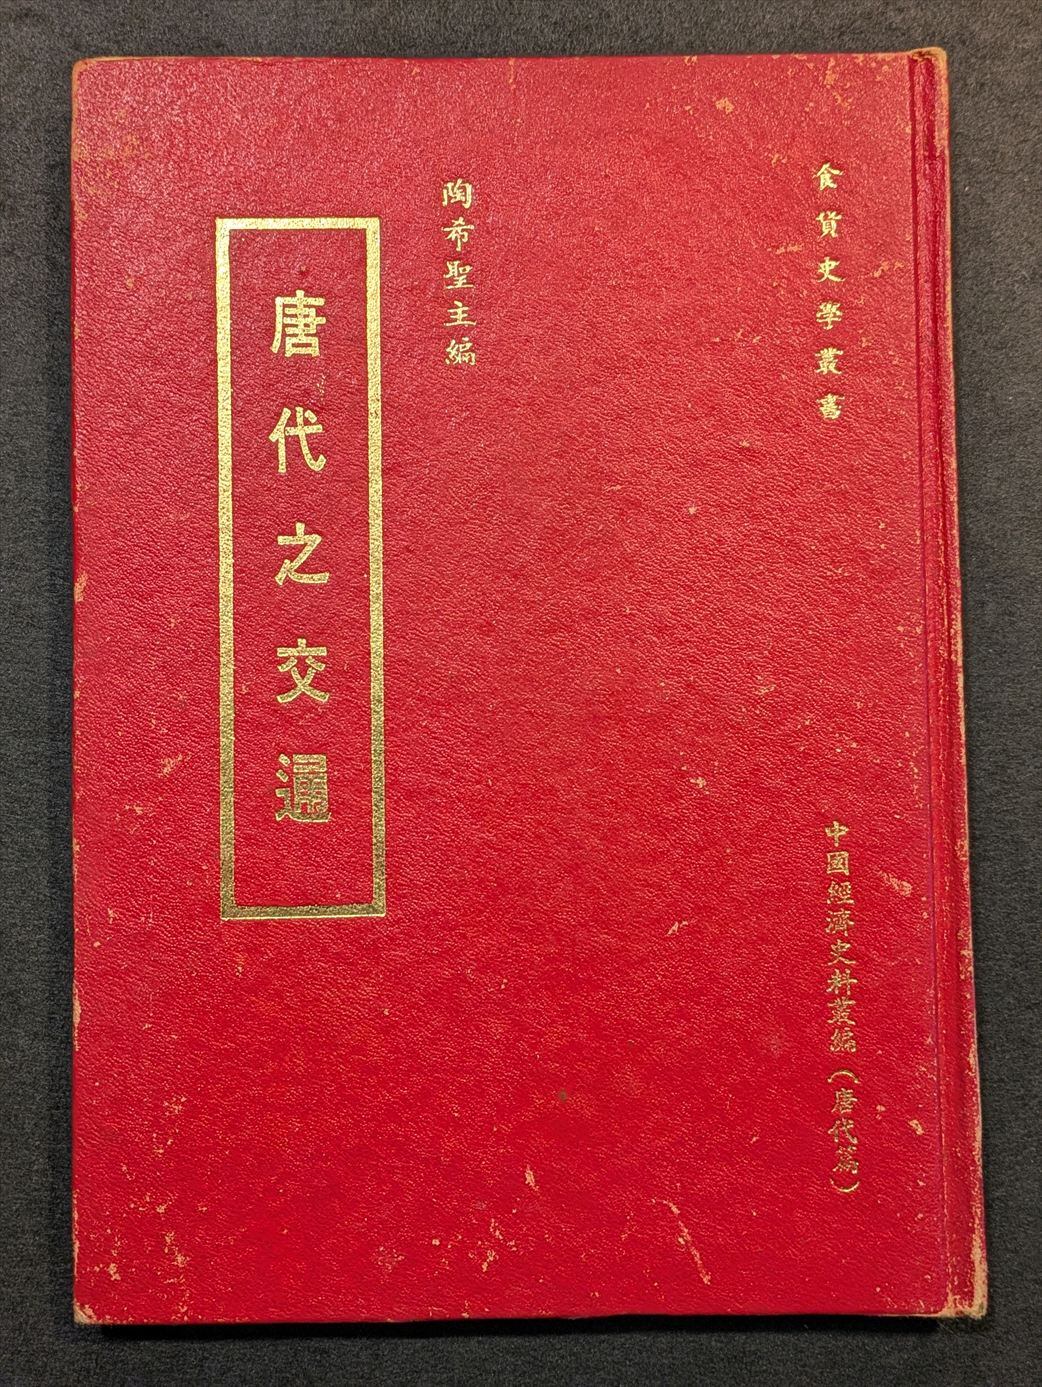 食貨史學叢書
中國經濟史料叢編（唐代篇）
陶希聖主編
唐代之交通